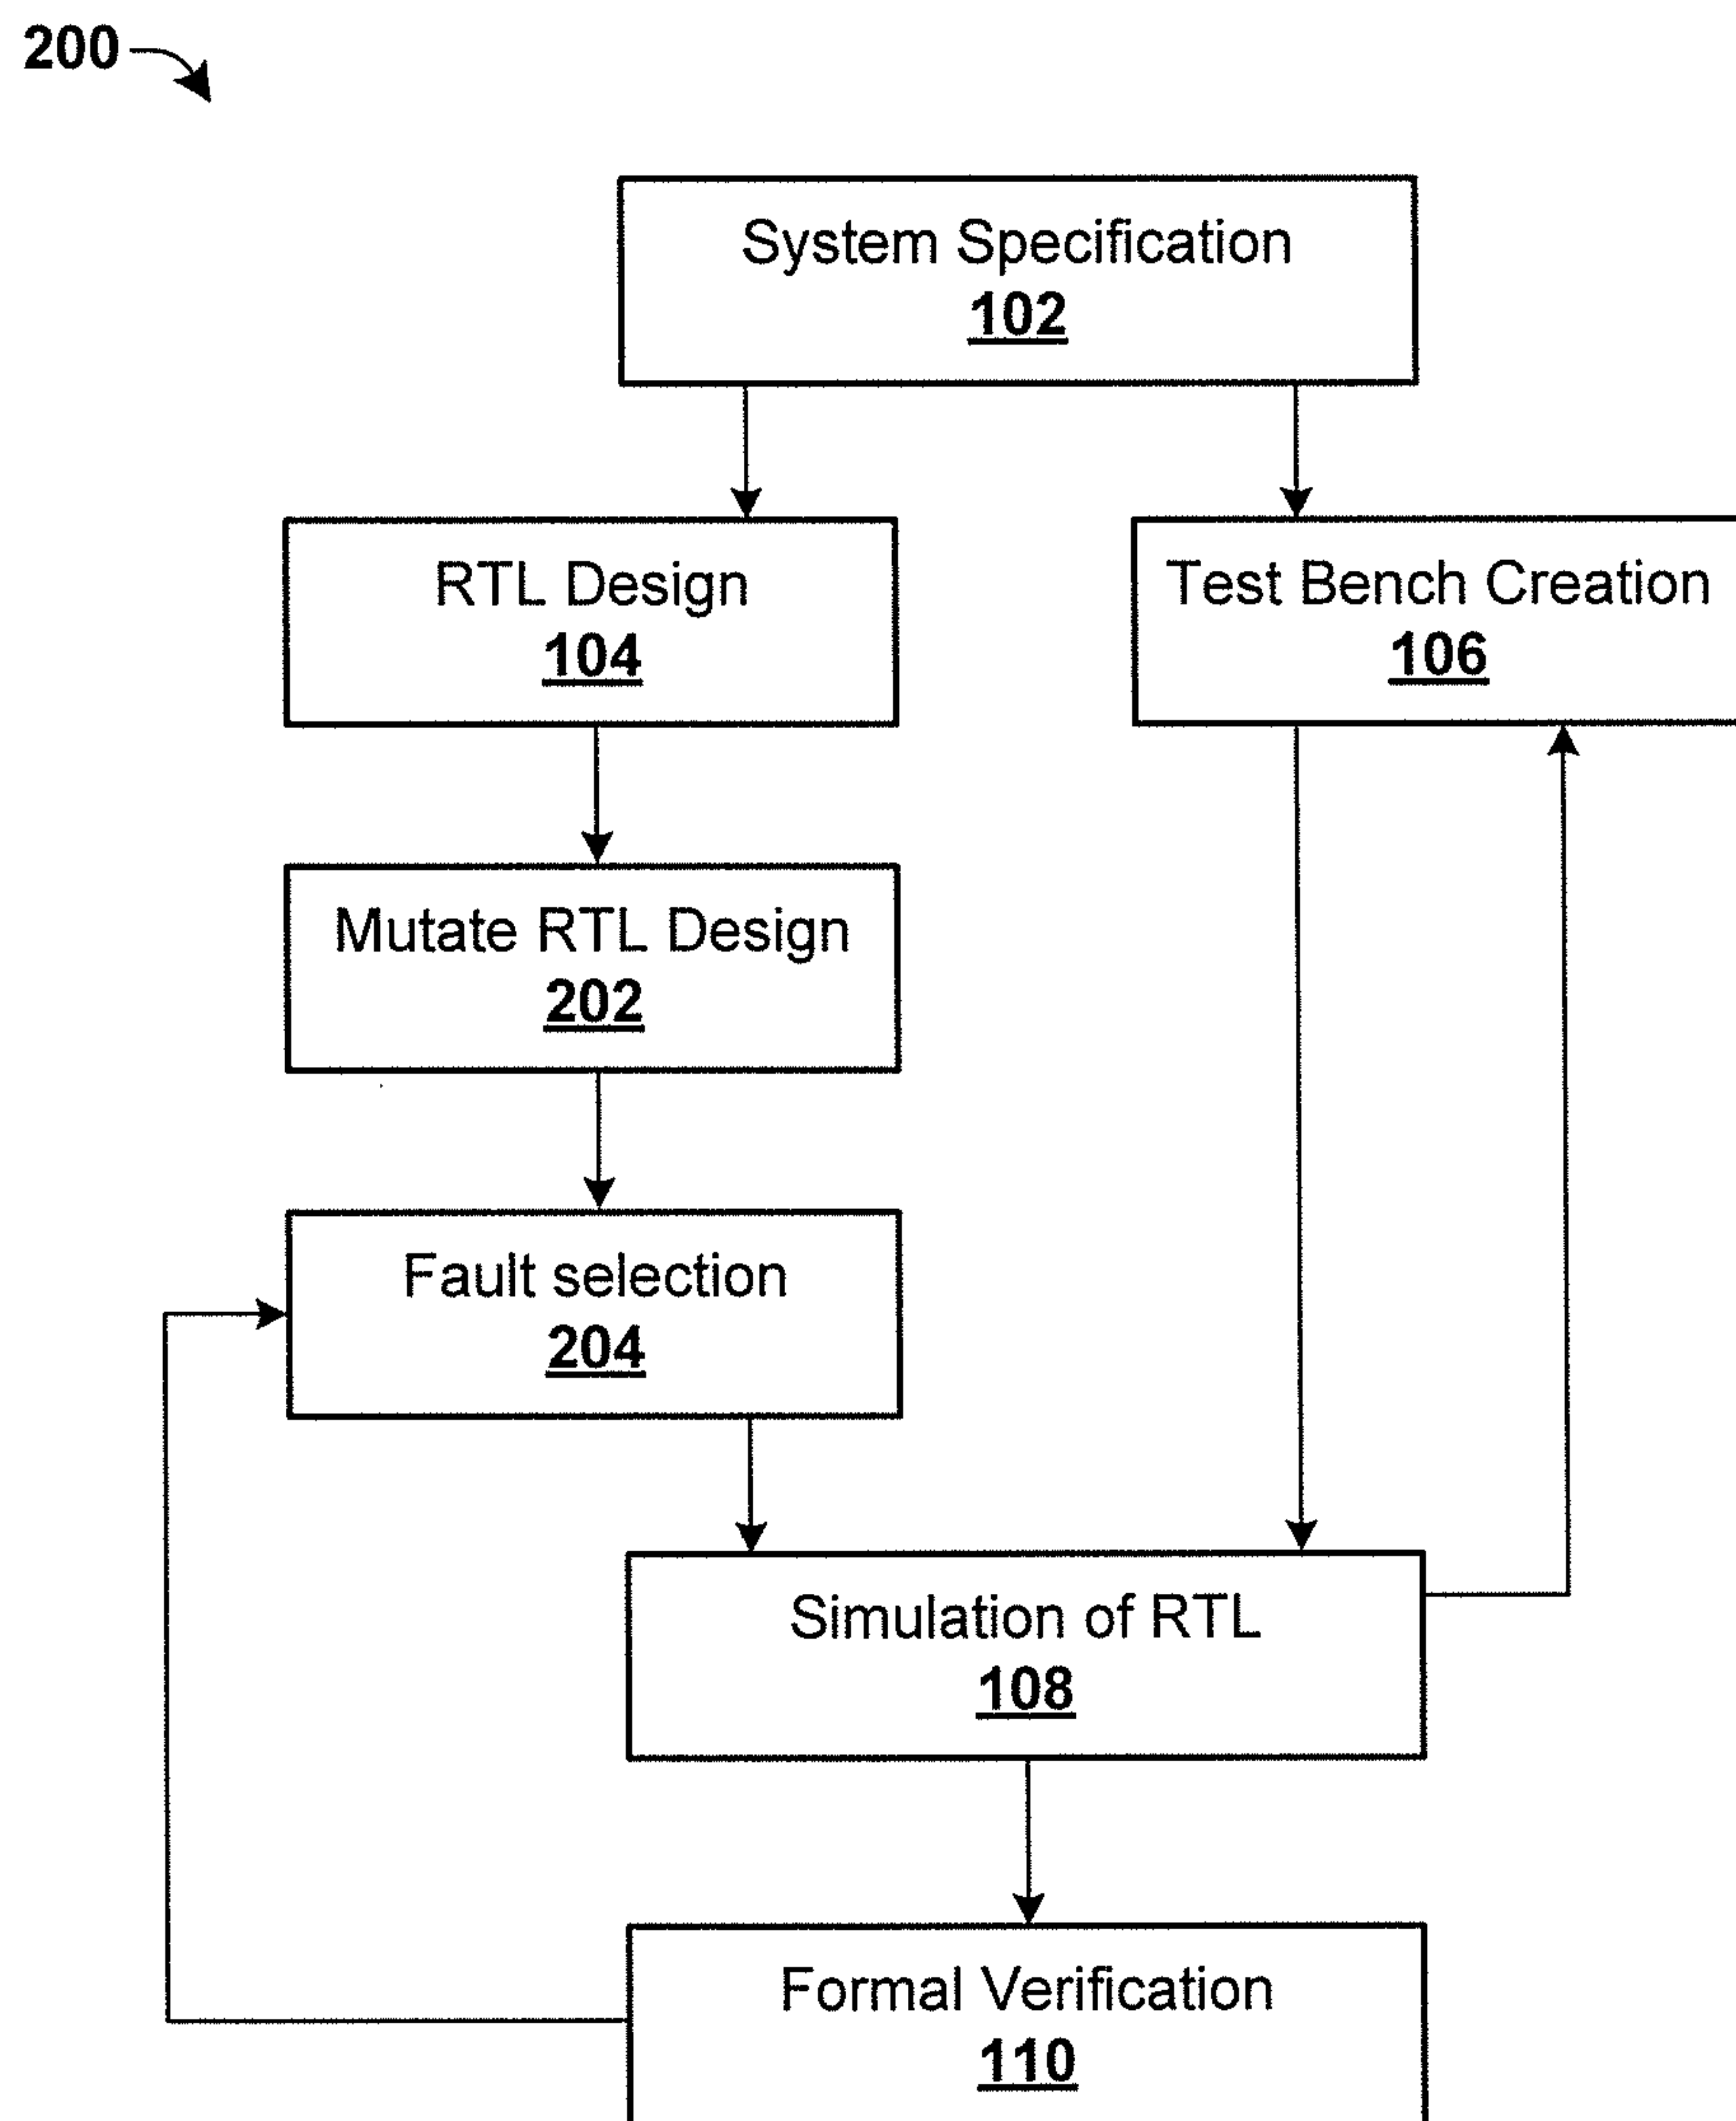 200
System Specification
102
RTL Design
104
Test Bench Creation
106
Mutate RTL Design
202
Fault selection
204
Simulation of RTL
108
Formal Verification
110